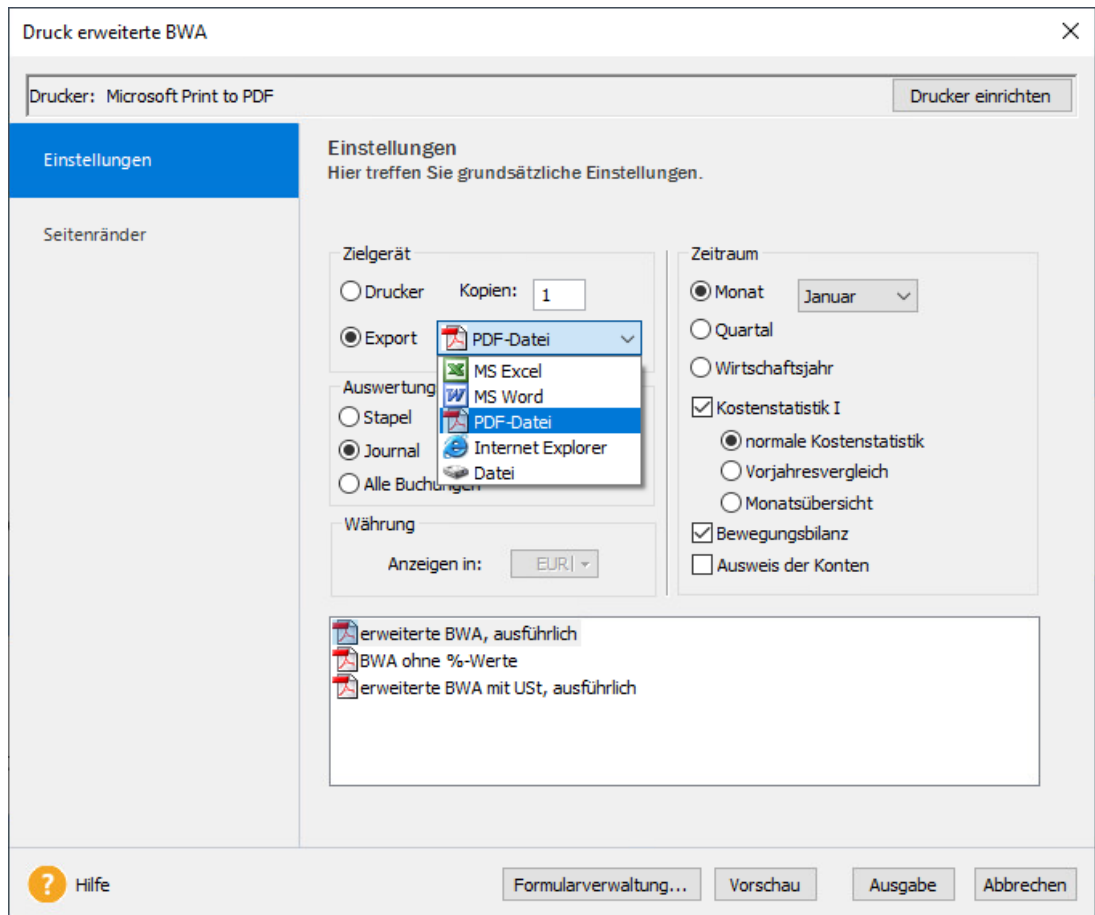 Druck erweiterte BWA
Drucker: Microsoft Print to PDF
Drucker einrichten
Einstellungen
Seitenränder
Einstellungen
Hier treffen Sie grundsätzliche Einstellungen.
Zielgerät
Drucker Kopien: 1
Export PDF-Datei
MS Excel
MS Word
PDF-Datei
Internet Explorer
Datei
Auswertung
Stapel
Journal
Alle Buchungen
Währung
Anzeigen in: EUR
Zeitraum
Monat Januar
Quartal
Wirtschaftsjahr
Kostenstatistik I
normale Kostenstatistik
Vorjahresvergleich
Monatsübersicht
Bewegungsbilanz
Ausweis der Konten
erweiterte BWA, ausführlich
BWA ohne %-Werte
erweiterte BWA mit USt, ausführlich
? Hilfe
Formularverwaltung... Vorschau Ausgabe Abbrechen